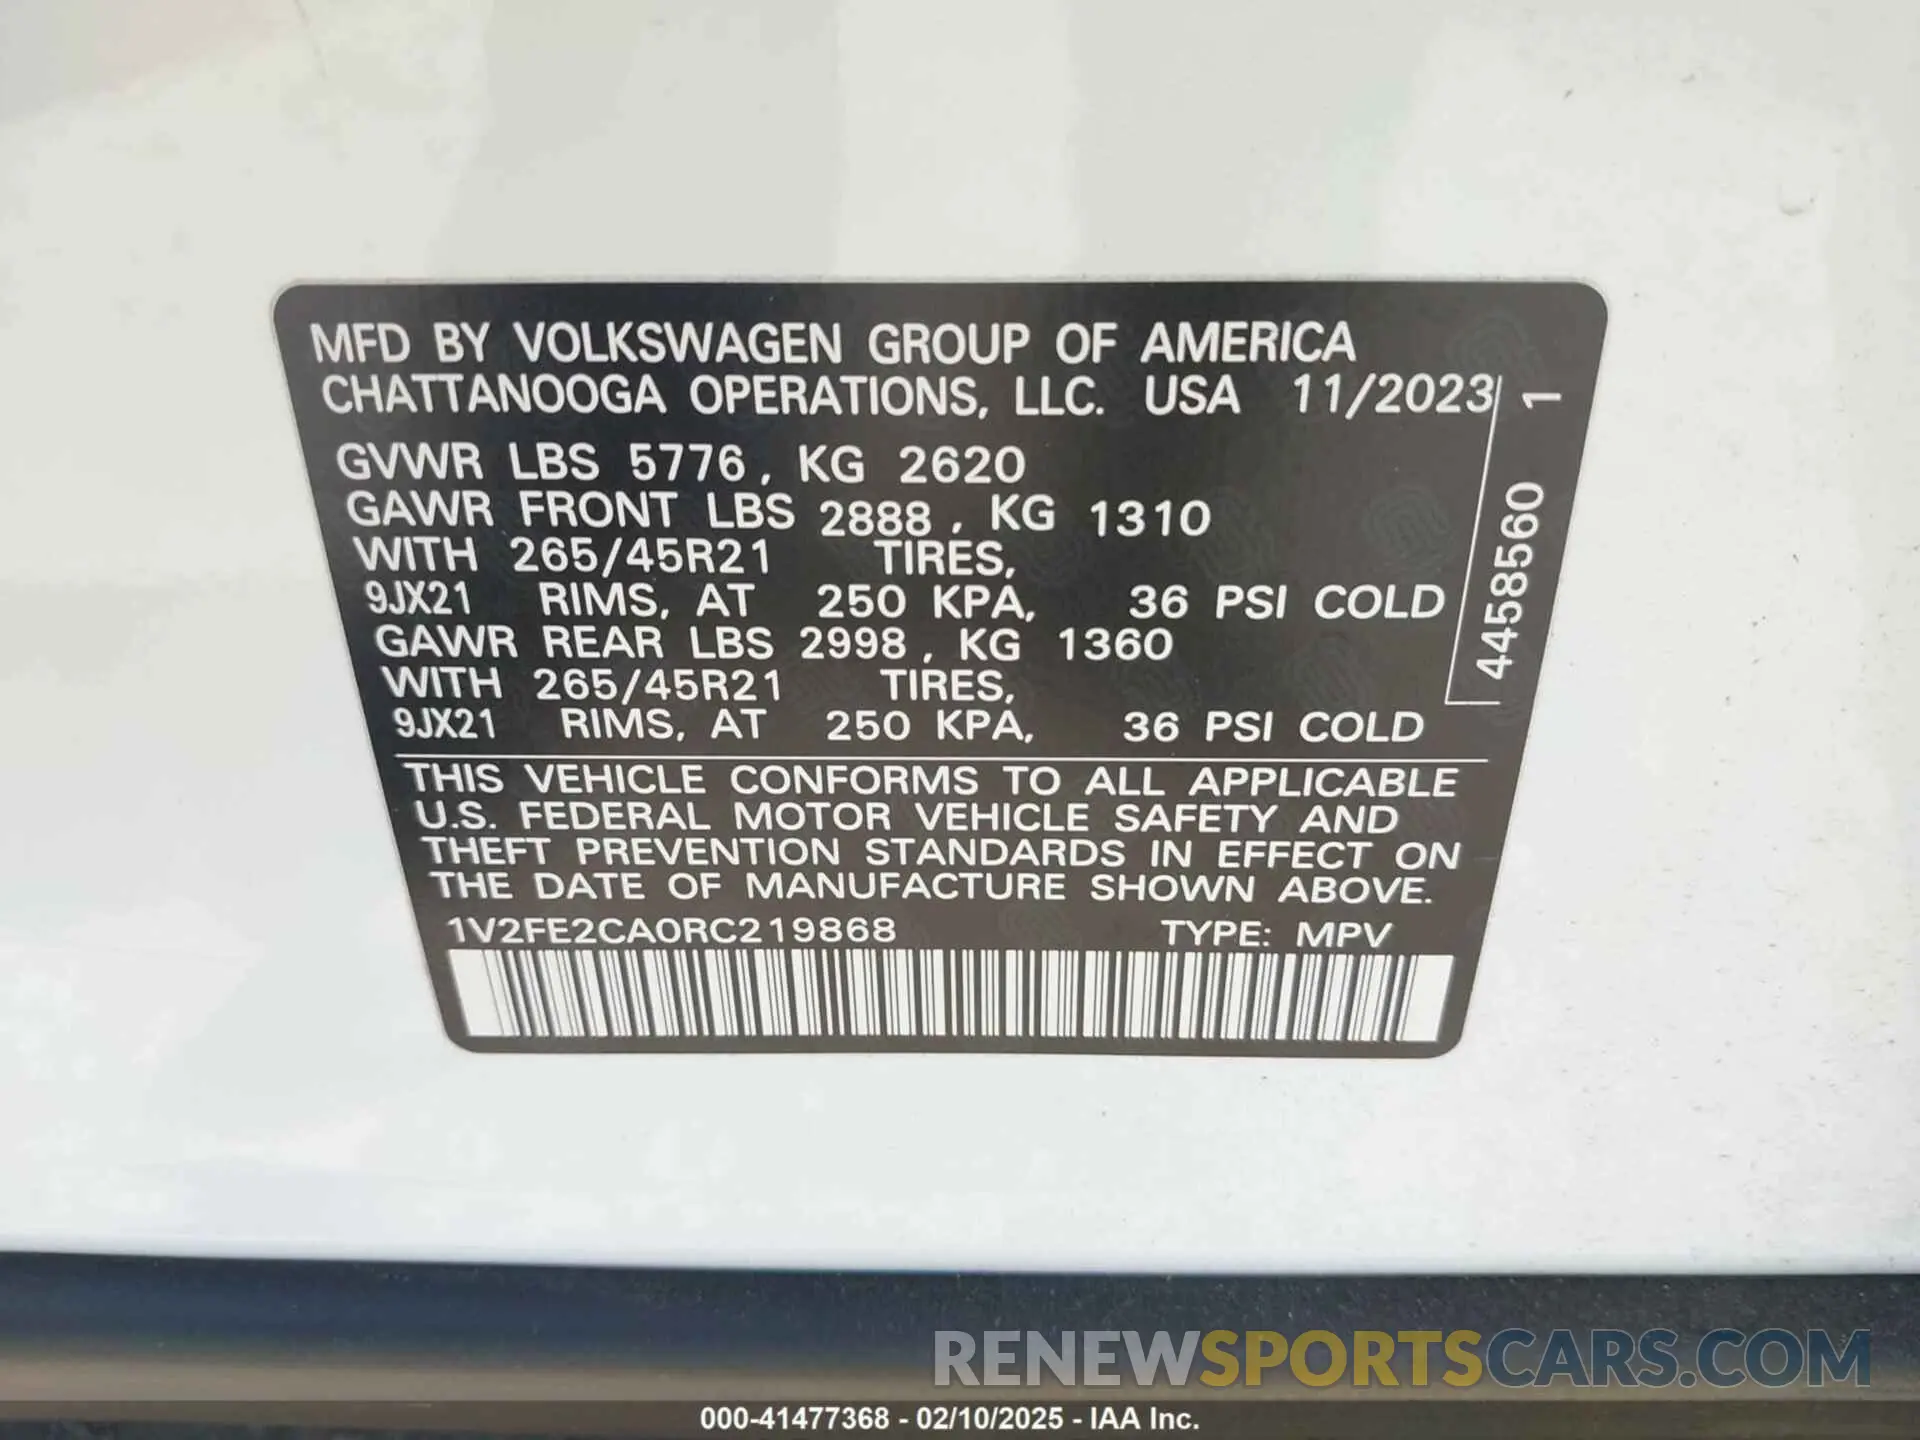 MFD BY VOLKSWAGEN GROUP OF AMERICA
CHATTANOOGA OPERATIONS, LLC. USA 11/2023
GVWR LBS 5776, KG 2620
GAWR FRONT LBS 2888, KG 1310
WITH 265/45R21 TIRES,
9JX21 RIMS, AT 250 KPA, 36 PSI COLD
GAWR REAR LBS 2998, KG 1360
WITH 265/45R21 TIRES,
9JX21 RIMS, AT 250 KPA, 36 PSI COLD
THIS VEHICLE CONFORMS TO ALL APPLICABLE
U.S. FEDERAL MOTOR VEHICLE SAFETY AND
THEFT PREVENTION STANDARDS IN EFFECT ON
THE DATE OF MANUFACTURE SHOWN ABOVE.
1V2FE2CA0RC219868 TYPE: MPV
4458560 1
RENEWSPORTSCARS.COM
000-41477368 - 02/10/2025 - IAA Inc.